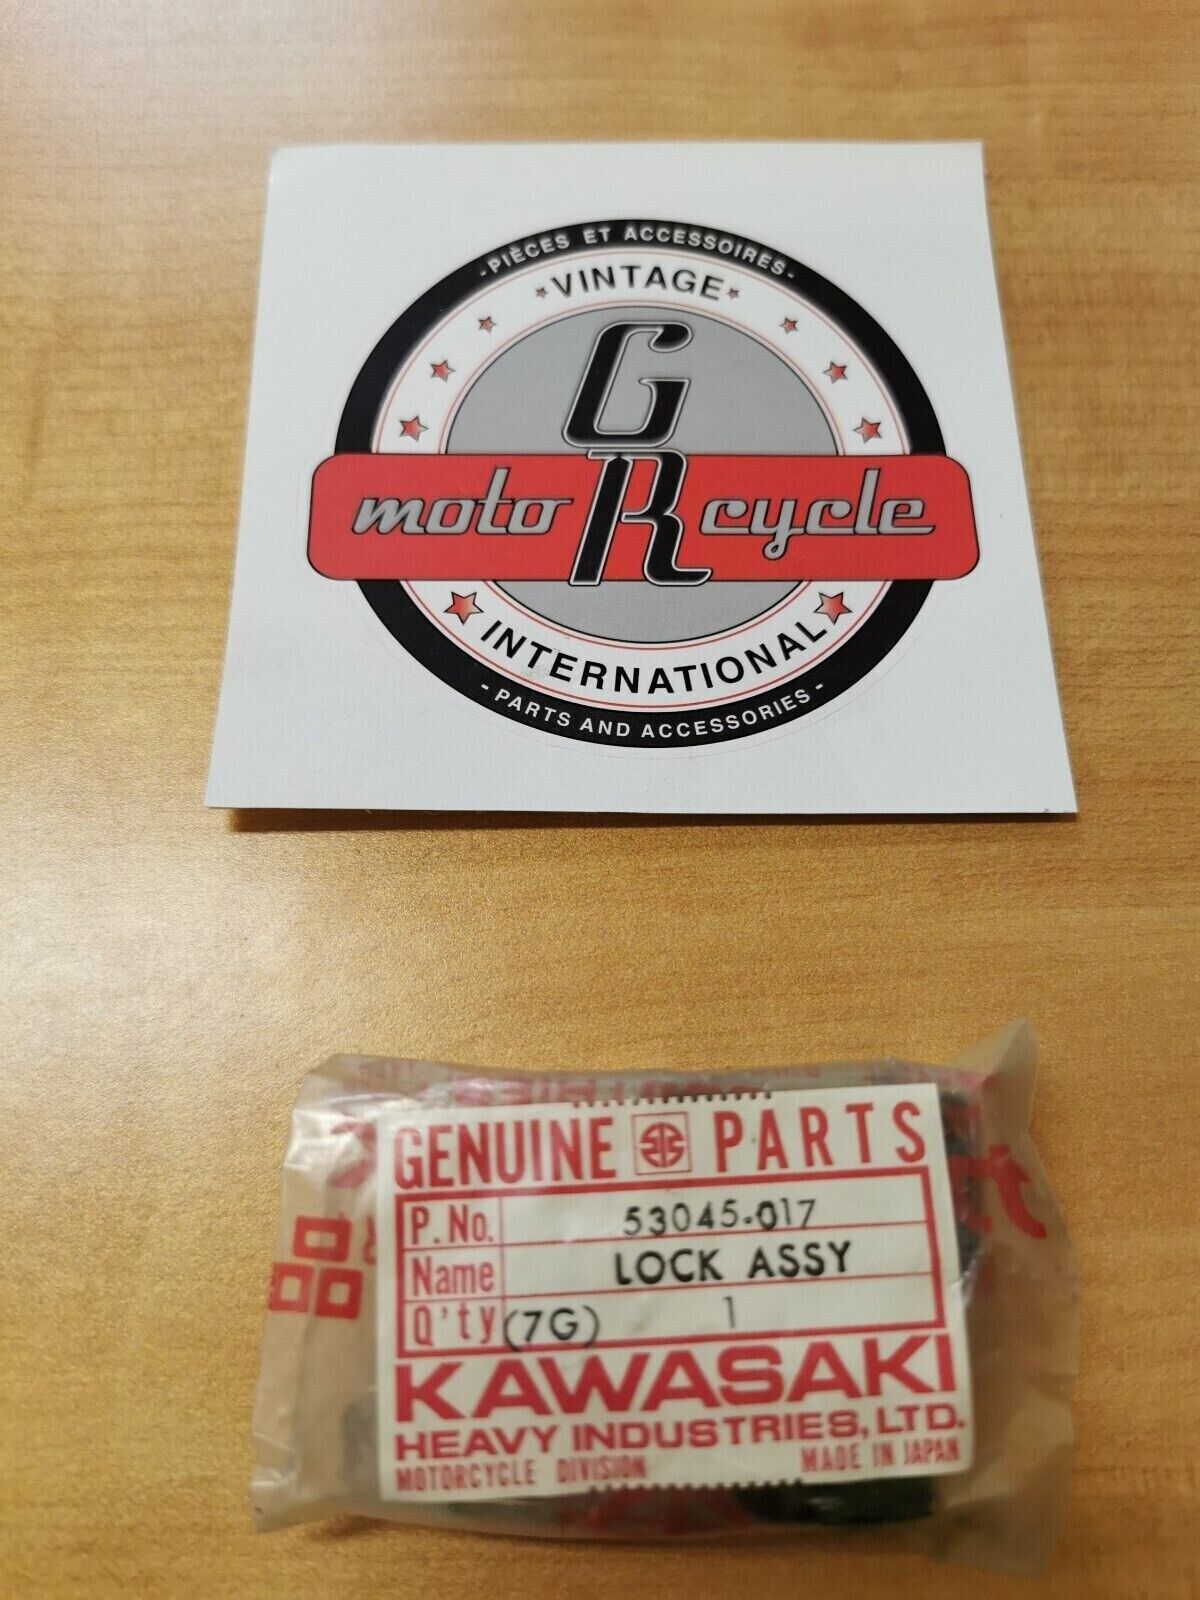 -PIÈCES ET ACCESSOIRES-
VINTAGE
GR
moto cycle
INTERNATIONAL
-PARTS AND ACCESSORIES-
GENUINE PARTS
P.No. 53045-017
Name LOCK ASSY
Q'ty (7G) 1
KAWASAKI
HEAVY INDUSTRIES, LTD.
MOTORCYCLE DIVISION MADE IN JAPAN